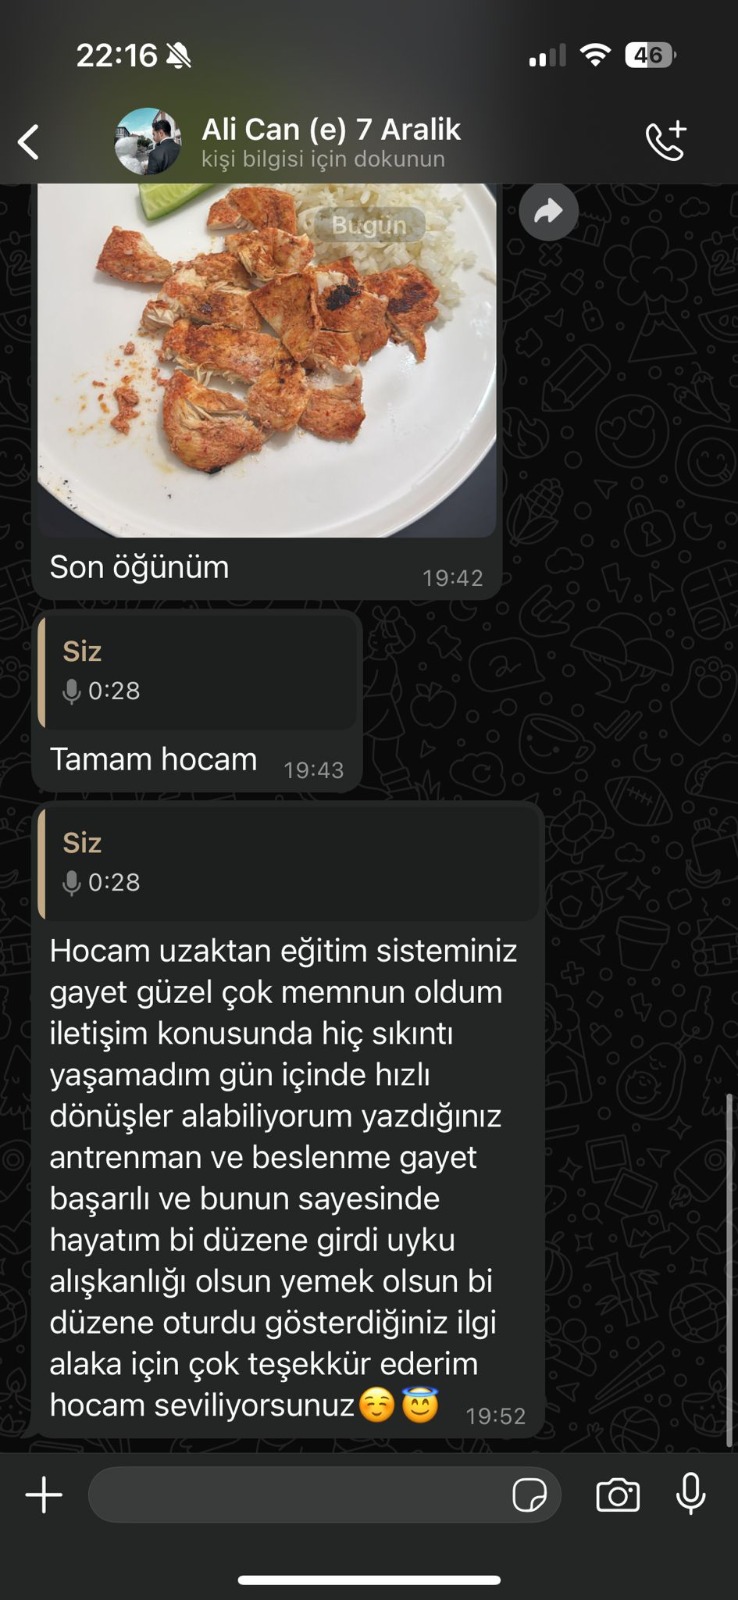 22:16
46
Ali Can (e) 7 Aralik
kişi bilgisi için dokunun
Bugün
Son öğünüm
19:42
Siz
0:28
Tamam hocam
19:43
Siz
0:28
Hocam uzaktan eğitim sisteminiz
gayet güzel çok memnun oldum
iletişim konusunda hiç sıkıntı
yaşamadım gün içinde hızlı
dönüşler alabiliyorum yazdığınız
antrenman ve beslenme gayet
başarılı ve bunun sayesinde
hayatım bi düzene girdi uyku
alışkanlığı olsun yemek olsun bi
düzene oturdu gösterdiğiniz ilgi
alaka için çok teşekkür ederim
hocam seviliyorsunuz☺️😇
19:52